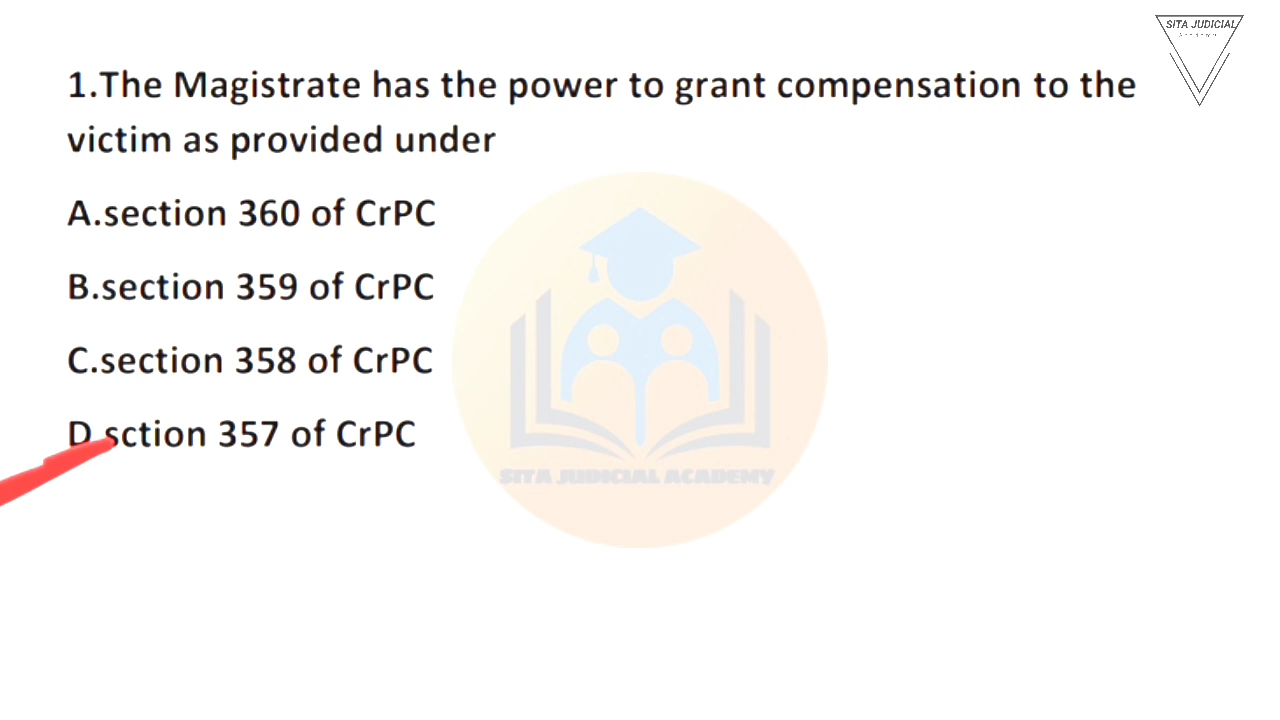 SITA JUDICIAL
Academy
1.The Magistrate has the power to grant compensation to the
victim as provided under
A.section 360 of CrPC
B.section 359 of CrPC
C.section 358 of CrPC
D sction 357 of CrPC
SITA JUDICIAL ACADEMY